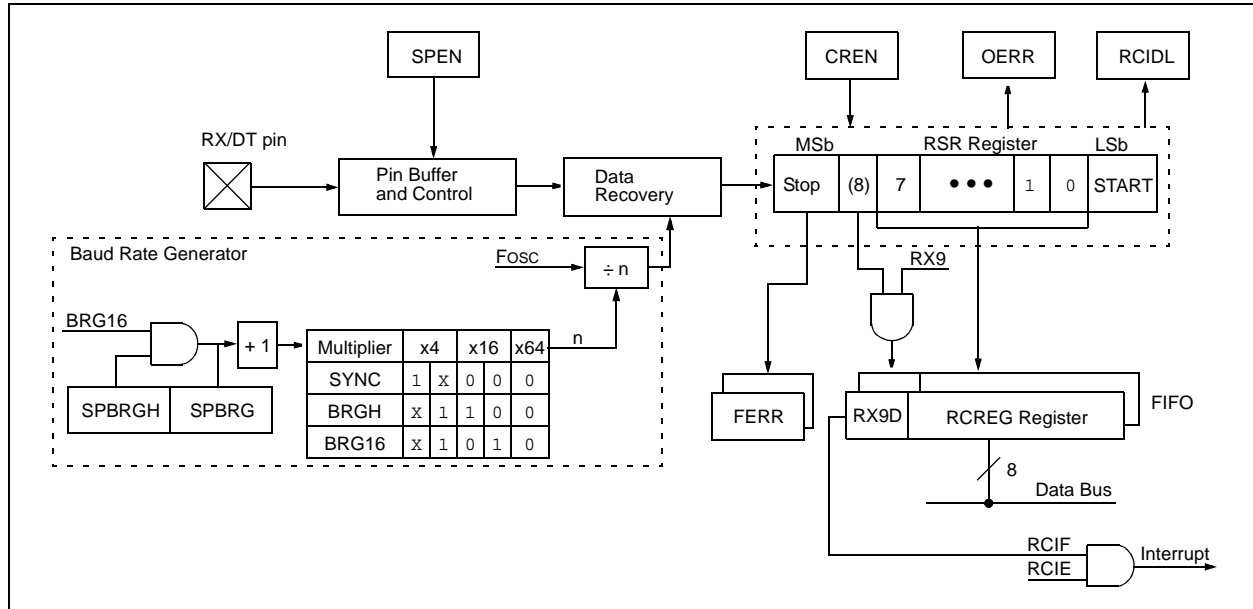 SPEN
CREN
OERR
RCIDL
RX/DT pin
MSb
RSR Register
LSb
Pin Buffer
and Control
Data
Recovery
Stop (8) 7 ••• 1 0 START
Baud Rate Generator
FOSC
÷ n
RX9
BRG16
+ 1
n
Multiplier x4 x16 x64
SYNC 1 X 0 0 0
BRGH X 1 1 0 0
BRG16 X 1 0 1 0
SPBRGH SPBRG
FERR
RX9D RCREG Register
FIFO
8
Data Bus
RCIF
RCIE
Interrupt